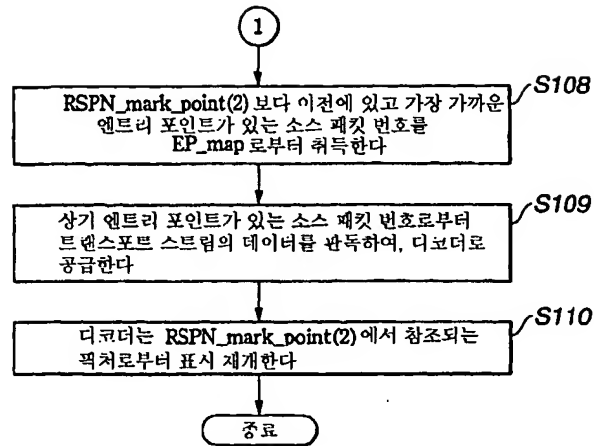 1
S108
RSPN_mark_point(2) 보다 이전에 있고 가장 가까운
엔트리 포인트가 있는 소스 패킷 번호를
EP_map 로부터 취득한다
S109
상기 엔트리 포인트가 있는 소스 패킷 번호로부터
트랜스포트 스트림의 데이터를 판독하여, 디코더로
공급한다
S110
디코더는 RSPN_mark_point(2) 에서 참조되는
픽처로부터 표시 재개한다
종료